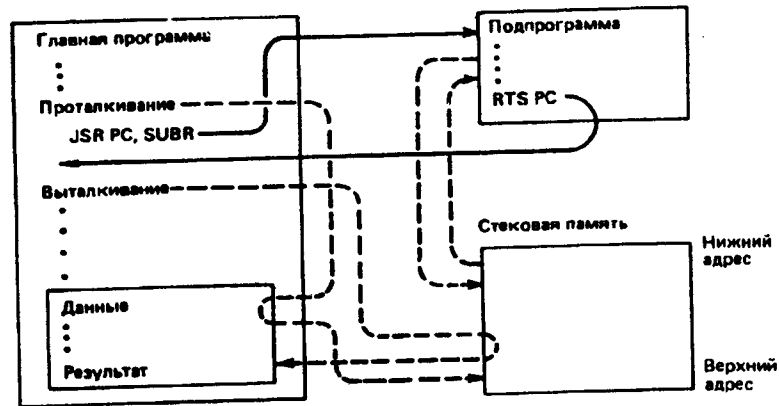 Главная программа
Проталкивание
JSR PC, SUBR
Выталкивание
Данные
Результат
Подпрограмма
RTS PC
Стековая память
Нижний
адрес
Верхний
адрес